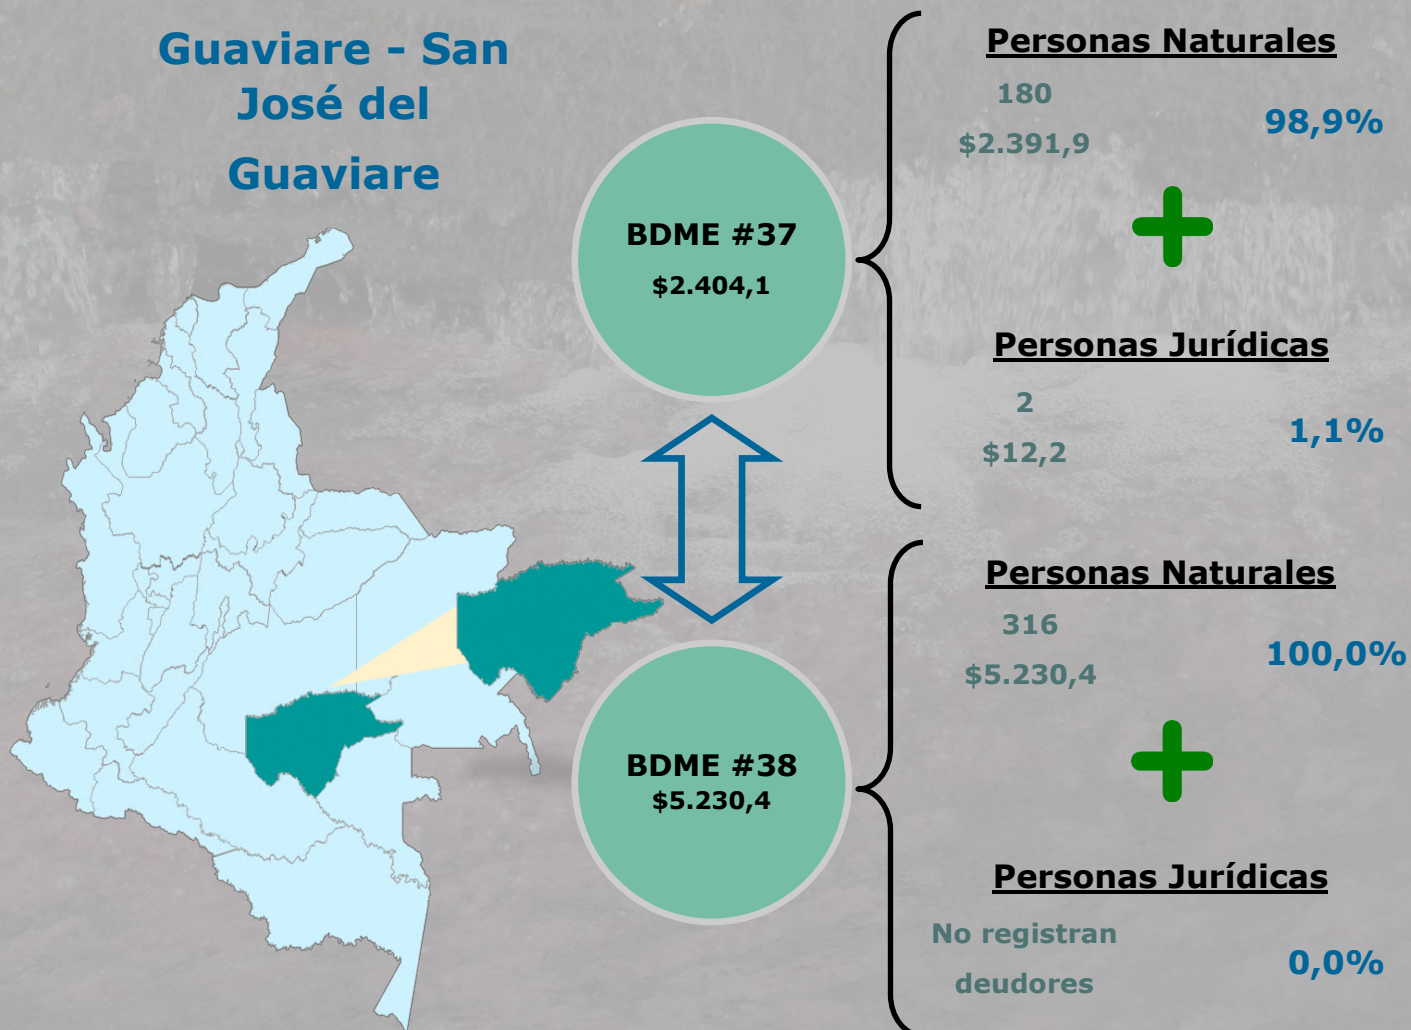 Guaviare - San
José del
Guaviare
BDME #37
$2.404,1
Personas Naturales
180
$2.391,9
98,9%
Personas Jurídicas
2
$12,2
1,1%
BDME #38
$5.230,4
Personas Naturales
316
$5.230,4
100,0%
Personas Jurídicas
No registran
deudores
0,0%